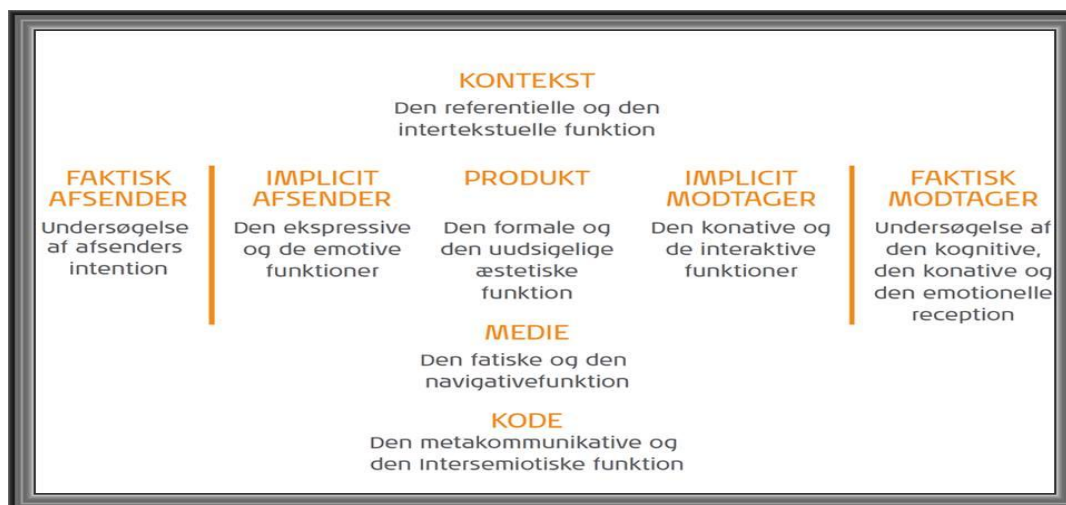 KONTEKST
Den referentielle og den
intertekstuelle funktion
FAKTISK
AFSENDER
Undersøgelse
af afsenders
intention
IMPLICIT
AFSENDER
Den ekspressive
og de emotive
funktioner
PRODUKT
Den formale og
den uudsigelige
æstetiske
funktion
IMPLICIT
MODTAGER
Den konative og
de interaktive
funktioner
FAKTISK
MODTAGER
Undersøgelse af
den kognitive,
den konative og
den emotionelle
reception
MEDIE
Den fatiske og den
navigativefunktion
KODE
Den metakommunikative og
den Intersemiotiske funktion